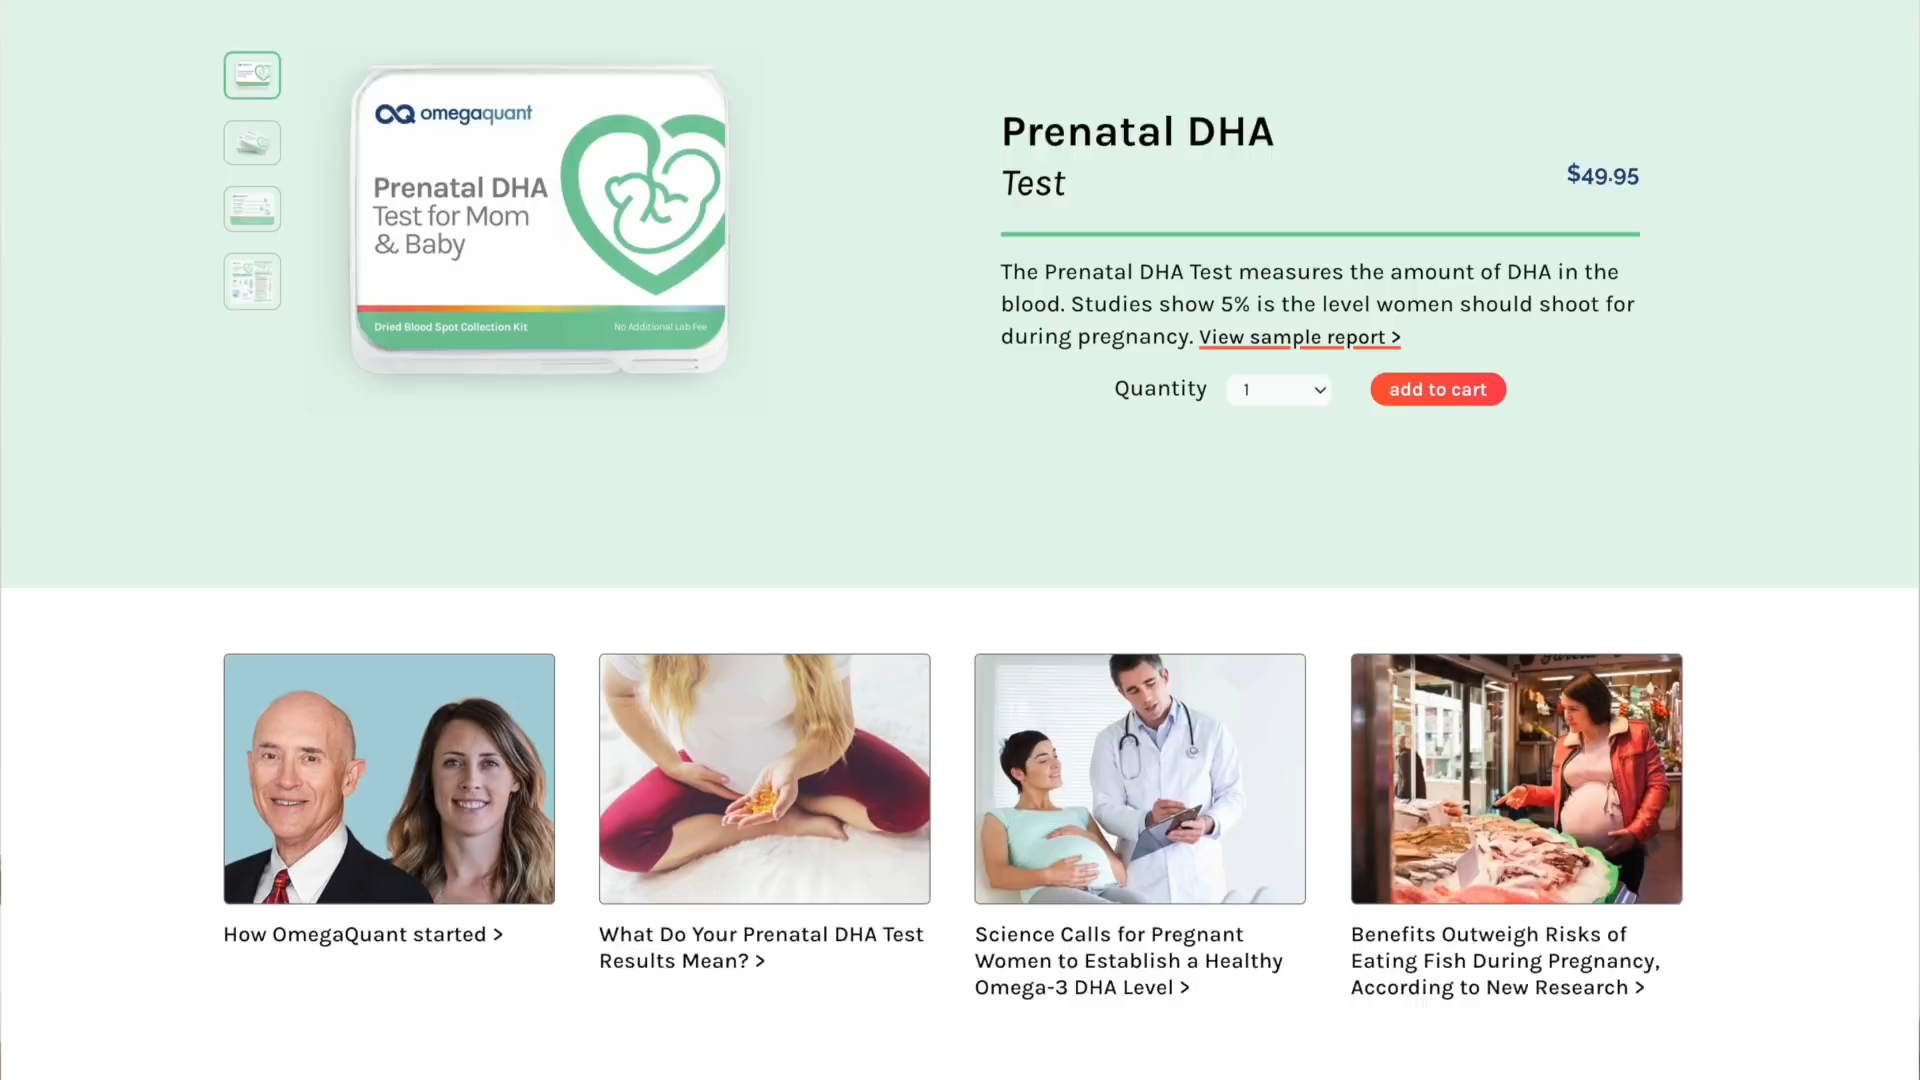 omegaquant
Prenatal DHA
Test for Mom
& Baby
Dried Blood Spot Collection Kit
No Additional Lab Fee
Prenatal DHA
Test
$49.95
The Prenatal DHA Test measures the amount of DHA in the
blood. Studies show 5% is the level women should shoot for
during pregnancy. View sample report >
Quantity
1
add to cart
How OmegaQuant started >
What Do Your Prenatal DHA Test
Results Mean? >
Science Calls for Pregnant
Women to Establish a Healthy
Omega-3 DHA Level >
Benefits Outweigh Risks of
Eating Fish During Pregnancy,
According to New Research >